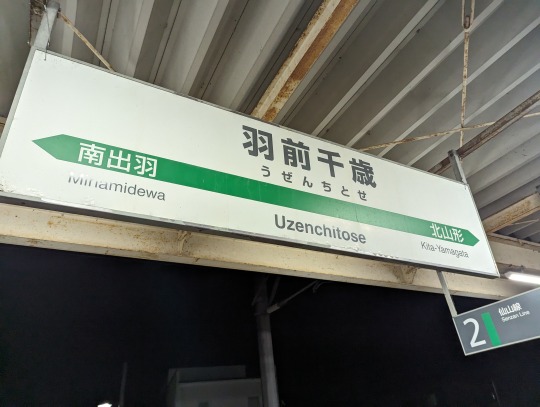 羽前千歳
うぜんちとせ
南出羽
Minamidewa
Uzenchitose
北山形
Kita-Yamagata
2
仙山線
Senzan Line